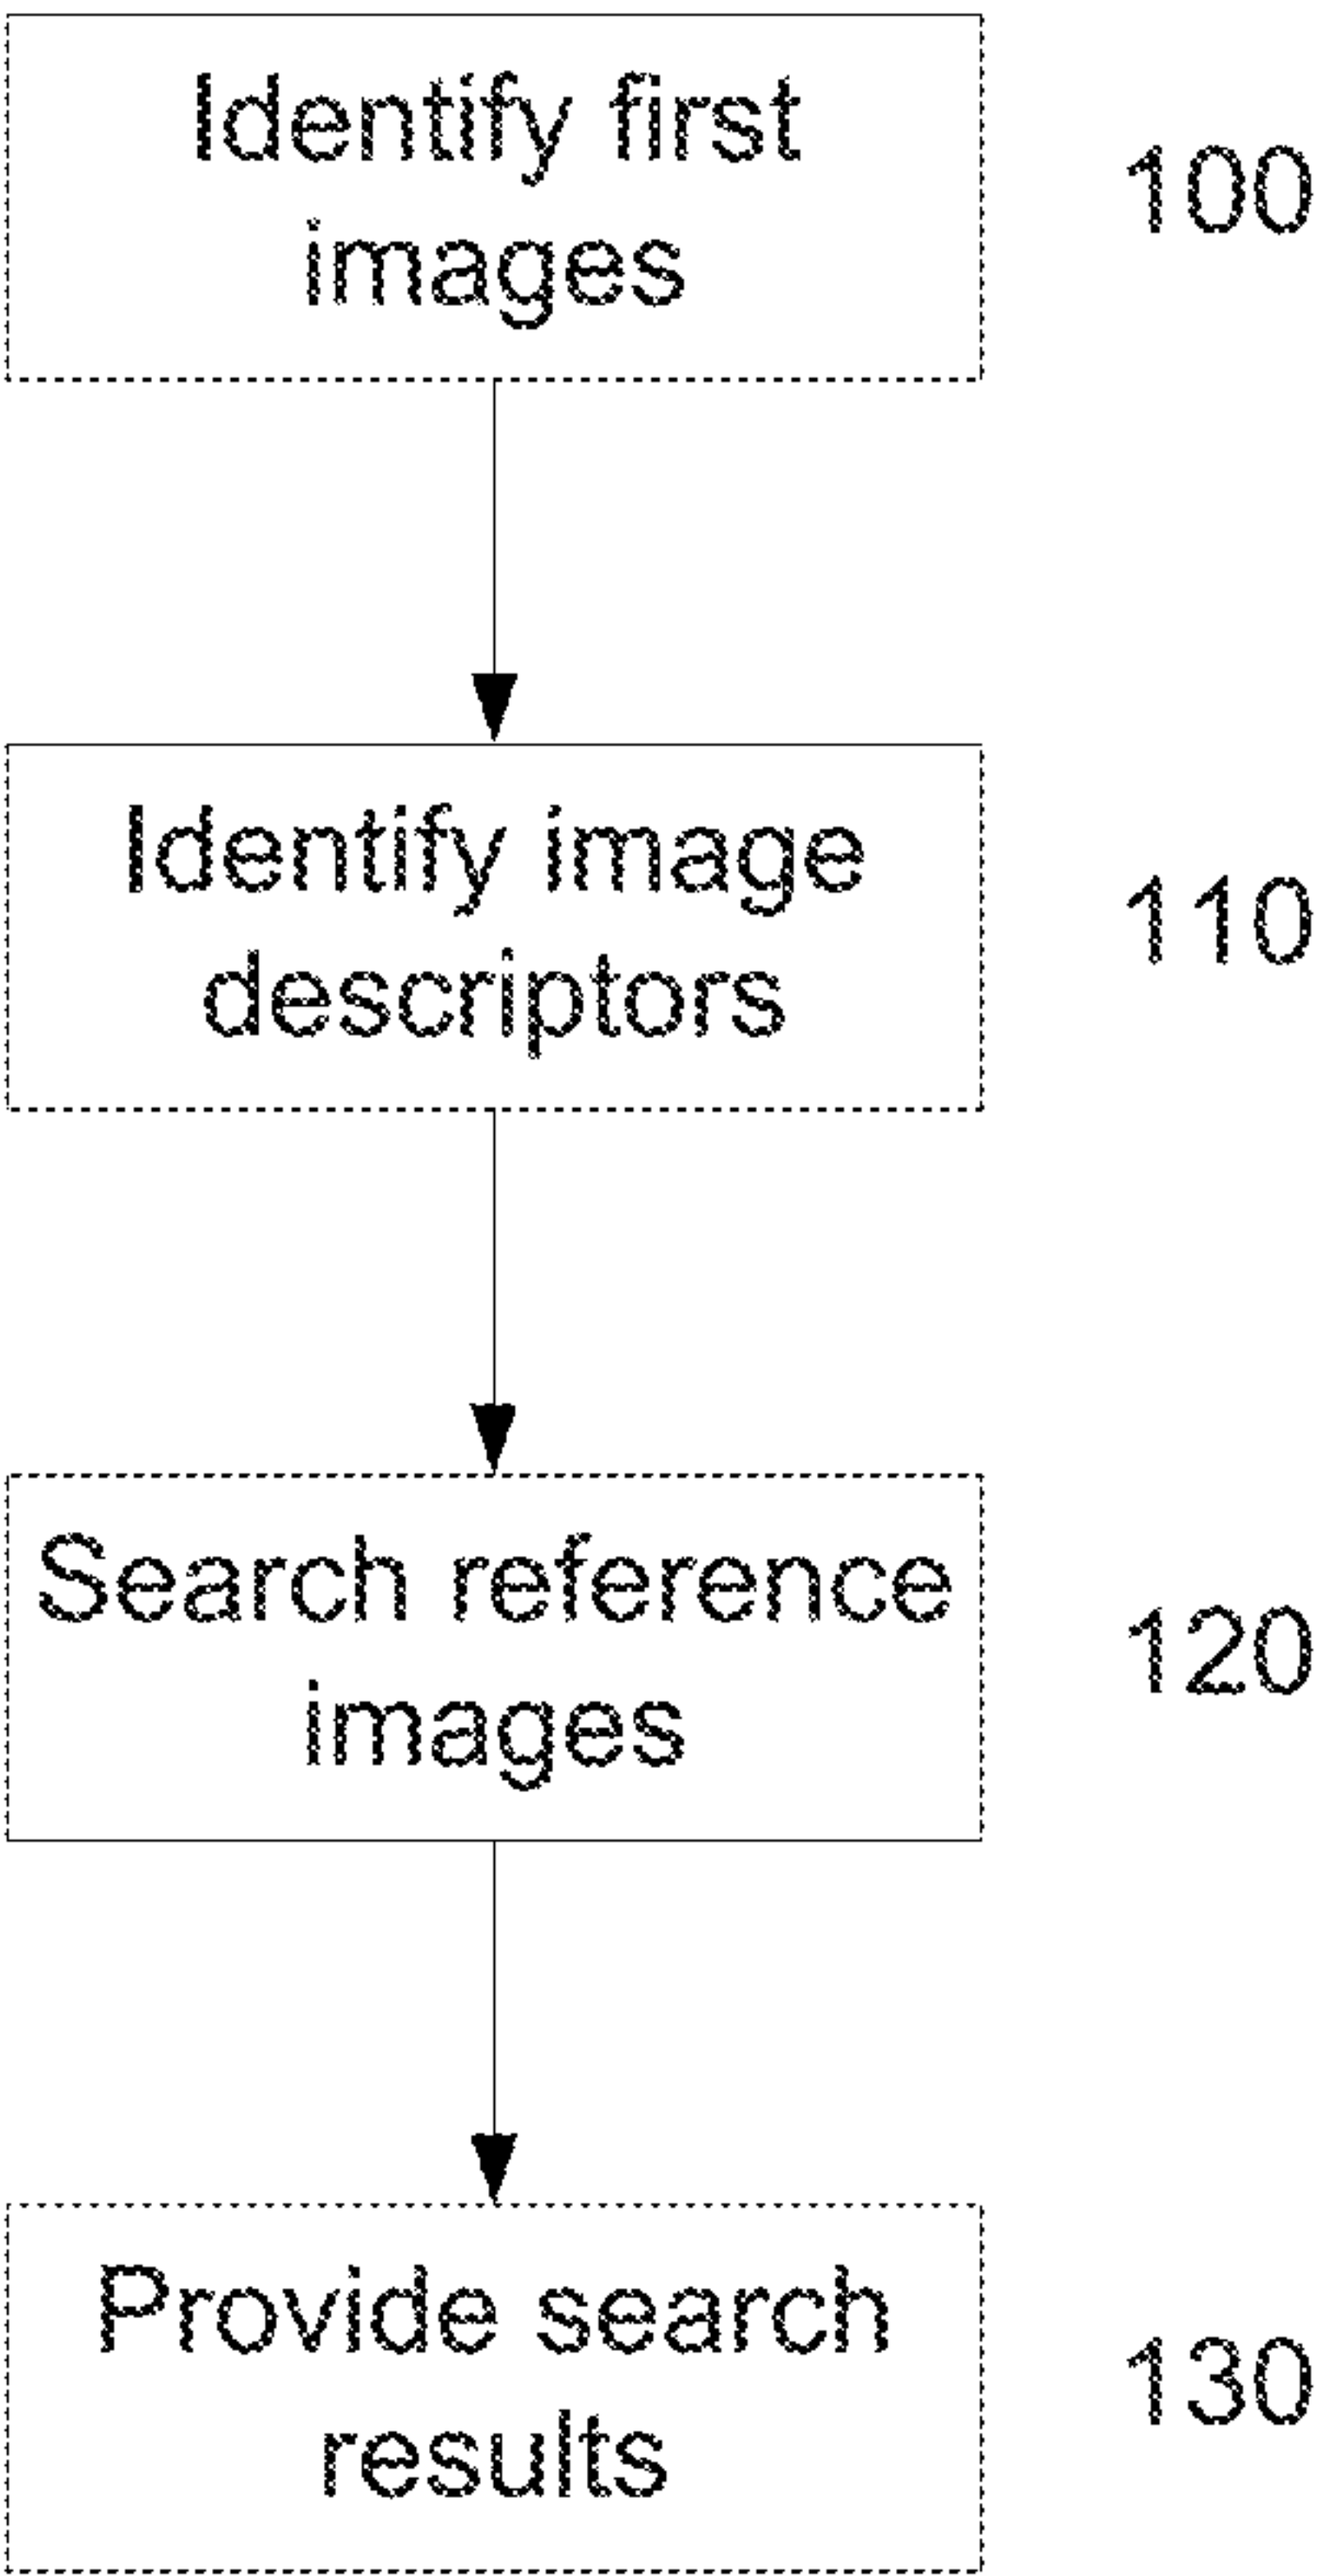 Identify first
images
100
Identify image
descriptors
110
Search reference
images
120
Provide search
results
130